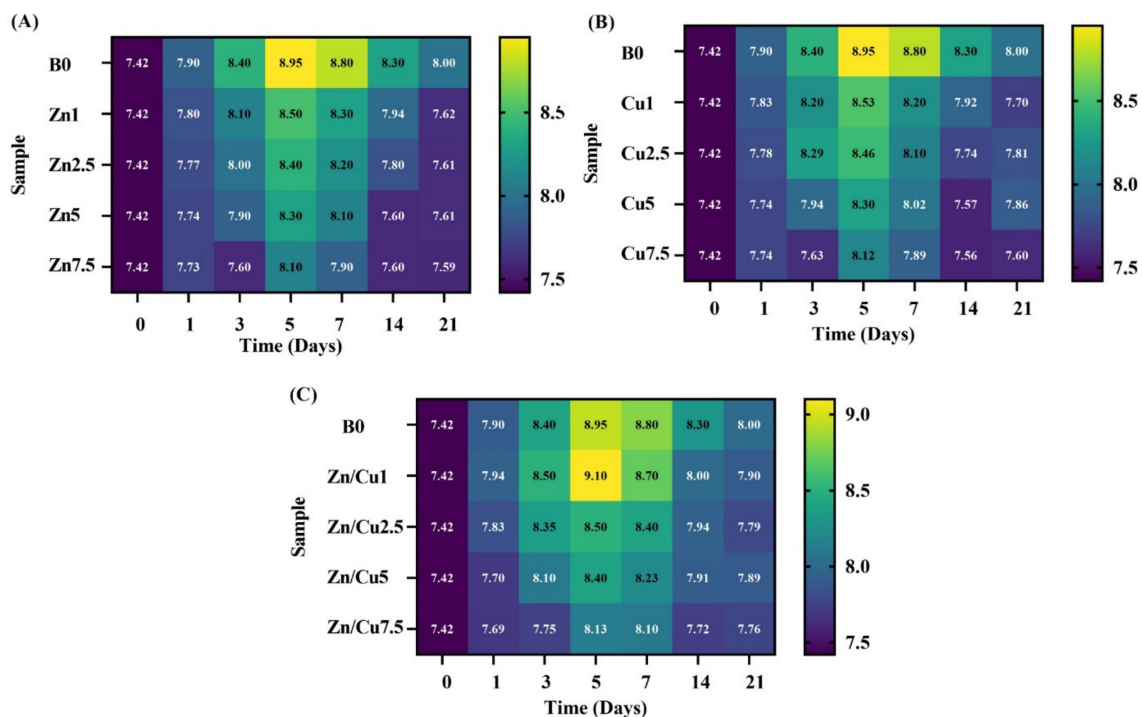 (A)
B0 7.42 7.90 8.40 8.95 8.80 8.30 8.00
Zn1 7.42 7.80 8.10 8.50 8.30 7.94 7.62
Zn2.5 7.42 7.77 8.00 8.40 8.20 7.80 7.61
Zn5 7.42 7.74 7.90 8.30 8.10 7.60 7.61
Zn7.5 7.42 7.73 7.60 8.10 7.90 7.60 7.59
Sample
0 1 3 5 7 14 21
Time (Days)
8.5
8.0
7.5
(B)
B0 7.42 7.90 8.40 8.95 8.80 8.30 8.00
Cu1 7.42 7.83 8.20 8.53 8.20 7.92 7.70
Cu2.5 7.42 7.78 8.29 8.46 8.10 7.74 7.81
Cu5 7.42 7.74 7.94 8.30 8.02 7.57 7.86
Cu7.5 7.42 7.74 7.63 8.12 7.89 7.56 7.60
Sample
0 1 3 5 7 14 21
Time (Days)
8.5
8.0
7.5
(C)
B0 7.42 7.90 8.40 8.95 8.80 8.30 8.00
Zn/Cu1 7.42 7.94 8.50 9.10 8.70 8.00 7.90
Zn/Cu2.5 7.42 7.83 8.35 8.50 8.40 7.94 7.79
Zn/Cu5 7.42 7.70 8.10 8.40 8.23 7.91 7.89
Zn/Cu7.5 7.42 7.69 7.75 8.13 8.10 7.72 7.76
Sample
0 1 3 5 7 14 21
Time (Days)
9.0
8.5
8.0
7.5